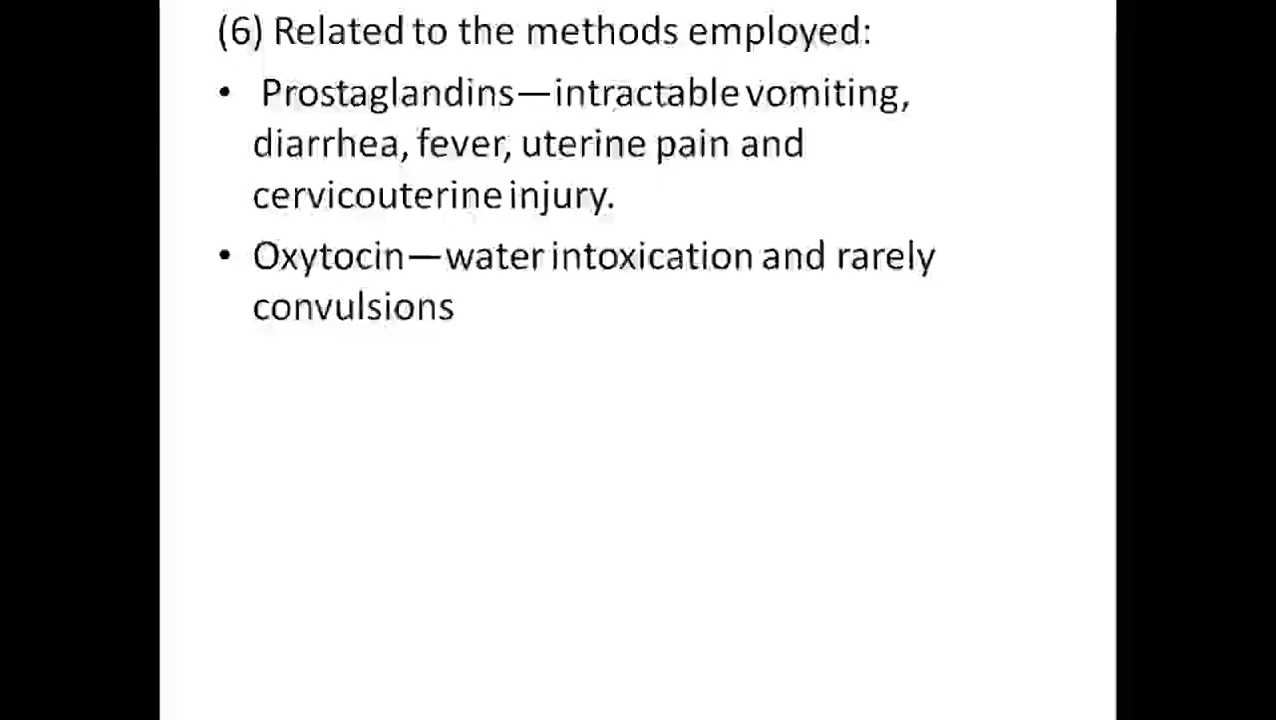 (6) Related to the methods employed:
• Prostaglandins—intractable vomiting,
diarrhea, fever, uterine pain and
cervicouterine injury.
• Oxytocin—water intoxication and rarely
convulsions